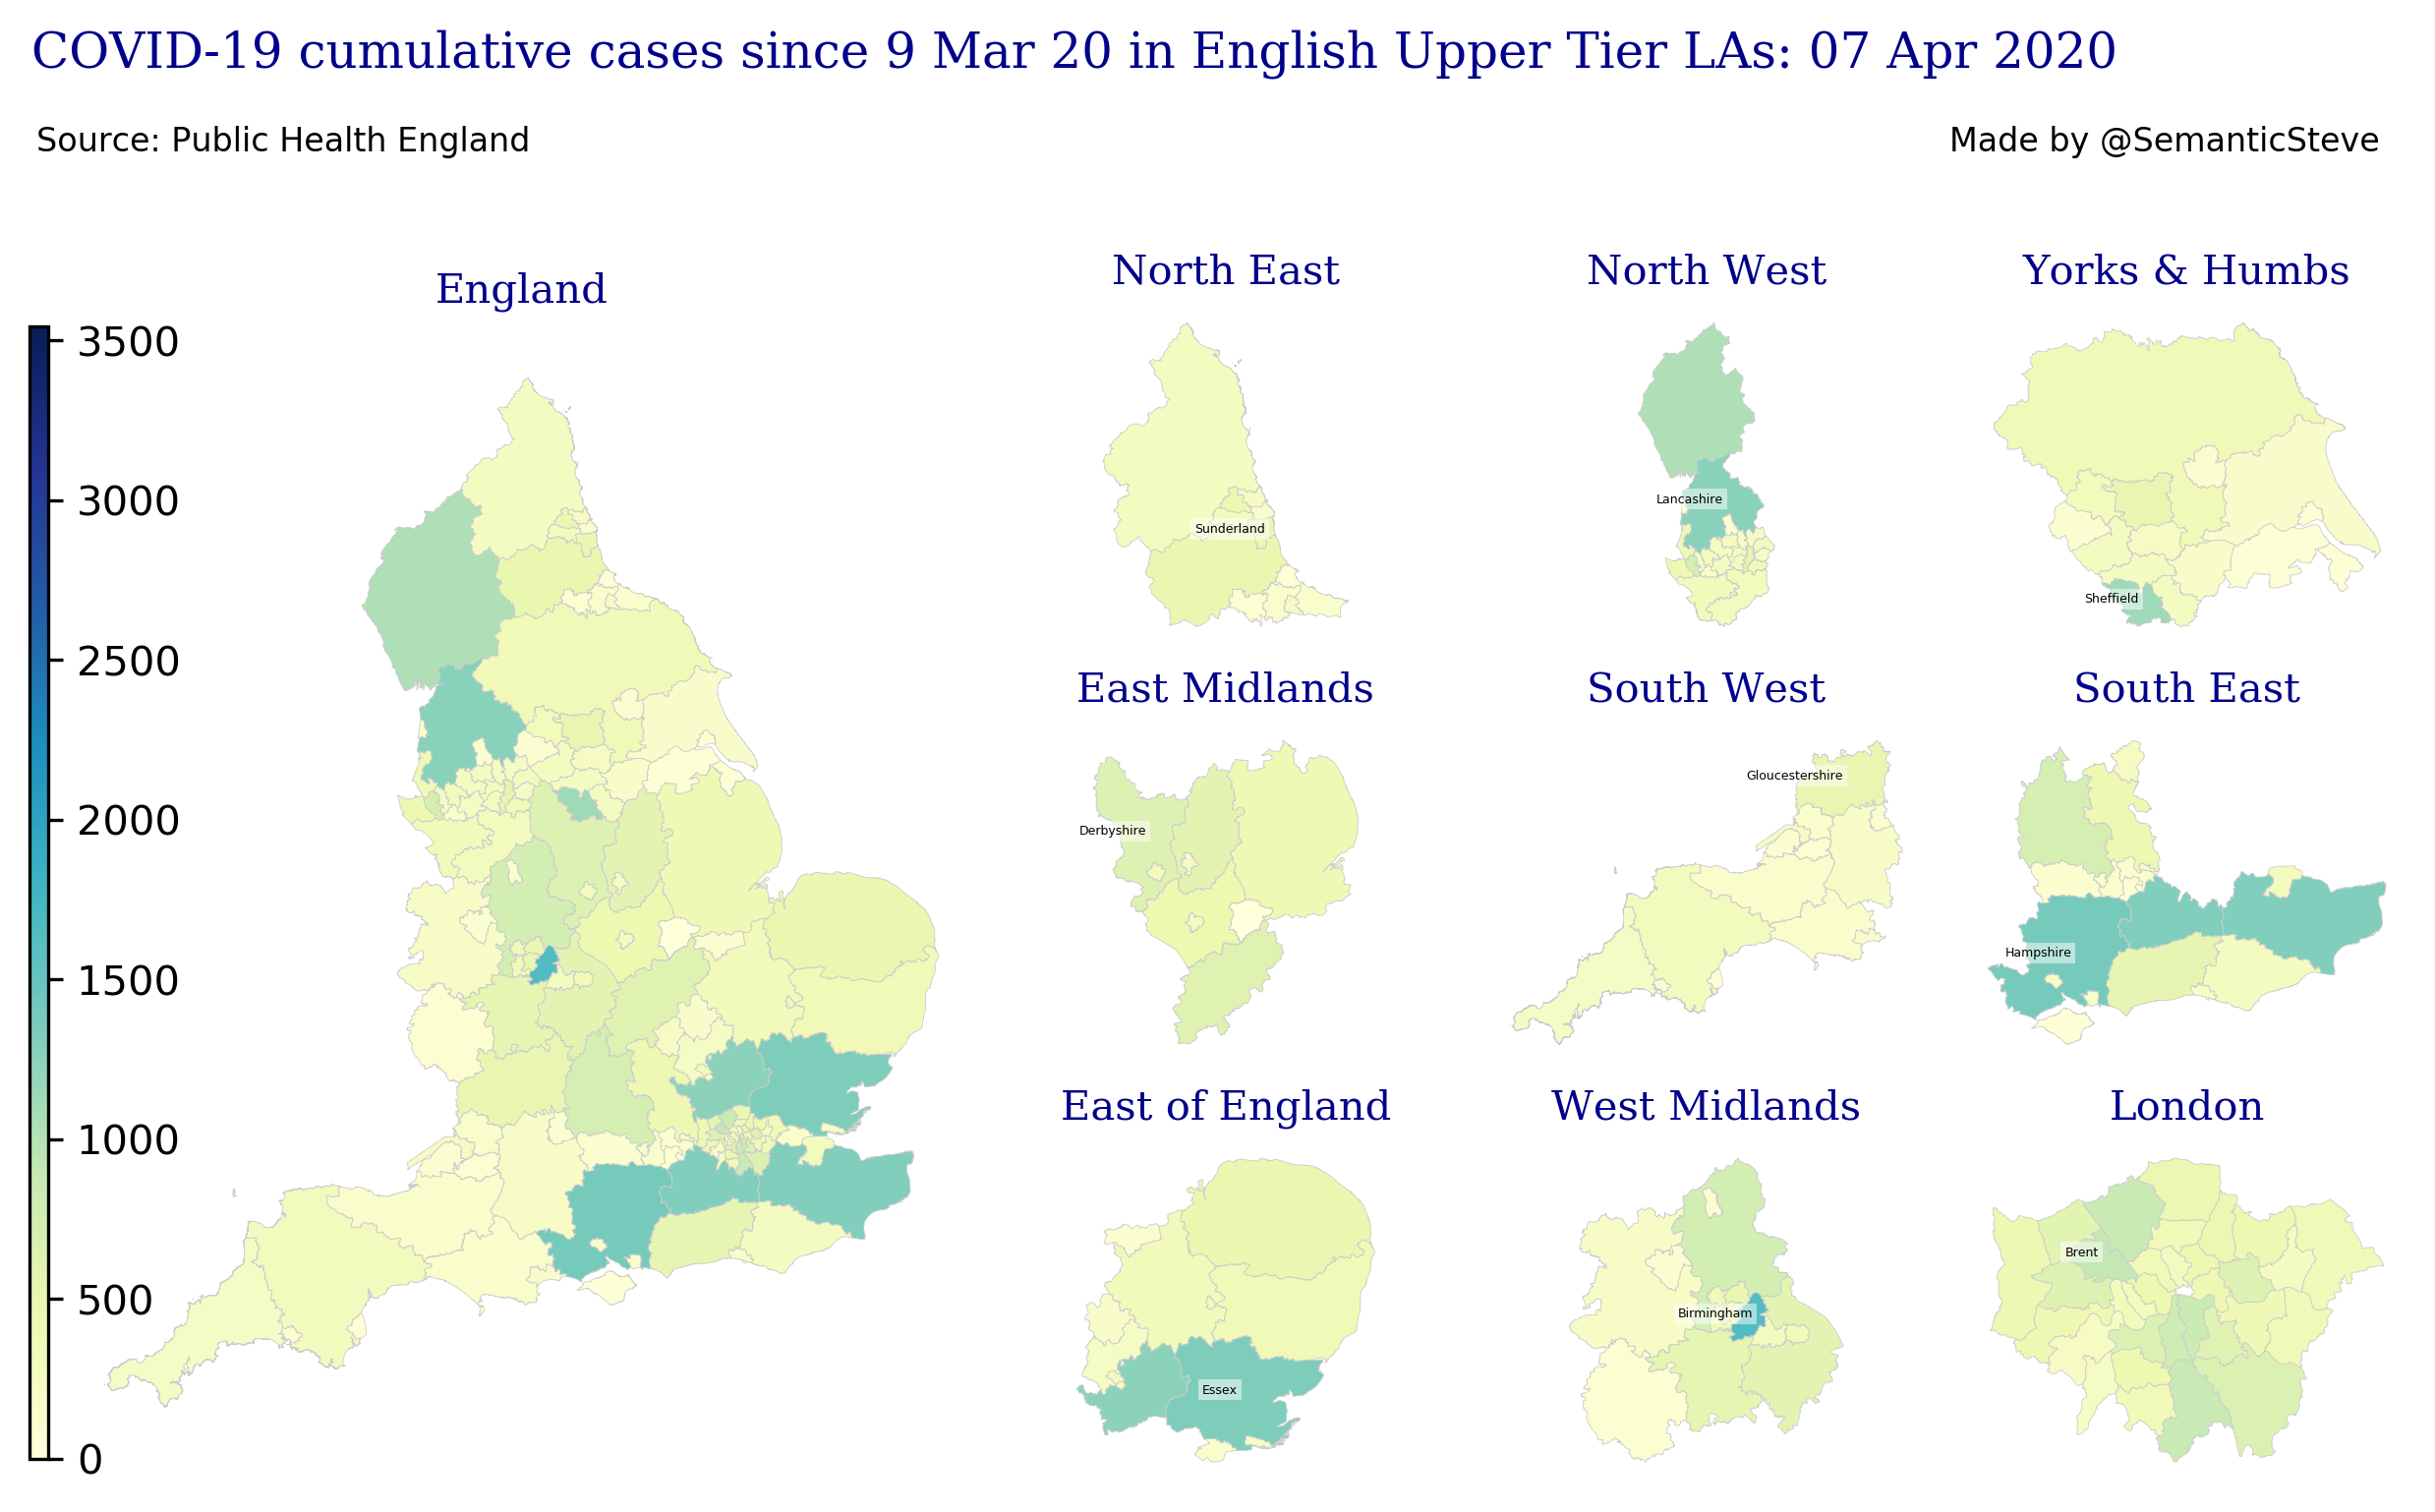 COVID-19 cumulative cases since 9 Mar 20 in English Upper Tier LAs: 07 Apr 2020
Source: Public Health England
Made by @SemanticSteve
England
3500
3000
2500
2000
1500
1000
500
0
North East
Sunderland
North West
Lancashire
Yorks & Humbs
Sheffield
East Midlands
Derbyshire
South West
Gloucestershire
South East
Hampshire
East of England
Essex
West Midlands
Birmingham
London
Brent